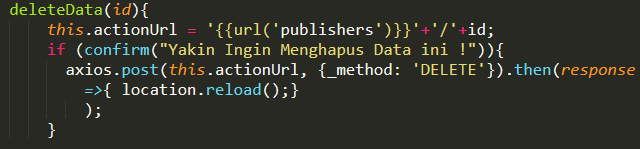 deleteData(id){
this.actionUrl = '{{url('publishers')}}'+'/'+id;
if (confirm("Yakin Ingin Menghapus Data ini !")){
axios.post(this.actionUrl, {_method: 'DELETE'}).then(response
=>{ location.reload();}
);
}